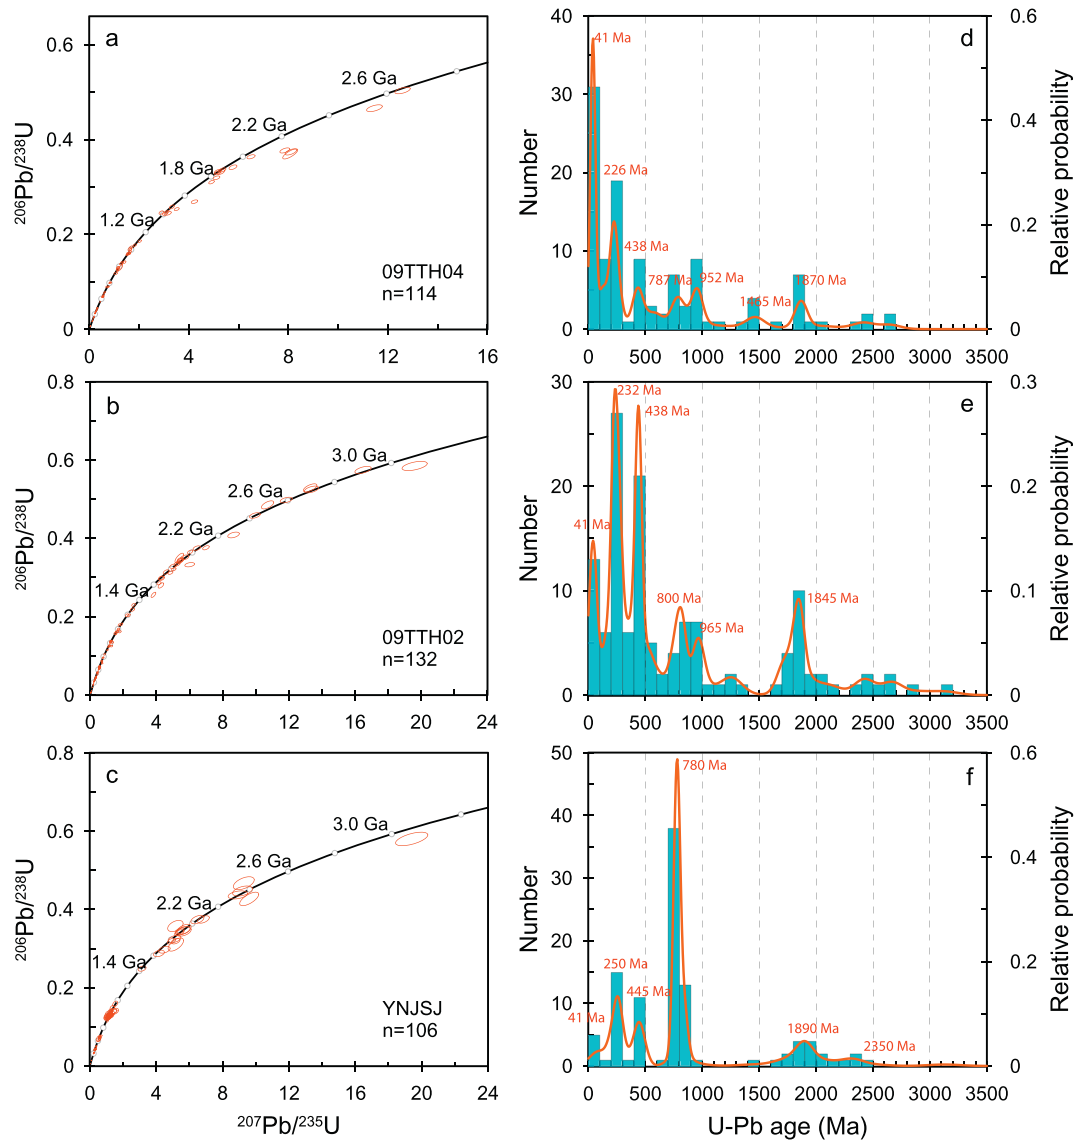 a
0.6
0.4
0.2
0
206Pb/238U
2.6 Ga
2.2 Ga
1.8 Ga
1.2 Ga
09TTH04
n=114
0 4 8 12 16
d
40
30
20
10
0
Number
41 Ma
226 Ma
438 Ma
787 Ma
952 Ma
1465 Ma
1870 Ma
0.6
0.4
0.2
0
Relative probability
0 500 1000 1500 2000 2500 3000 3500
b
0.8
0.6
0.4
0.2
0
206Pb/238U
3.0 Ga
2.6 Ga
2.2 Ga
1.4 Ga
09TTH02
n=132
0 4 8 12 16 20 24
e
30
20
10
0
Number
232 Ma
438 Ma
41 Ma
800 Ma
965 Ma
1845 Ma
0.3
0.2
0.1
0
Relative probability
0 500 1000 1500 2000 2500 3000 3500
c
0.8
0.6
0.4
0.2
0
206Pb/238U
3.0 Ga
2.6 Ga
2.2 Ga
1.4 Ga
YNJSJ
n=106
0 4 8 12 16 20 24
207Pb/235U
f
50
40
30
20
10
0
Number
780 Ma
250 Ma
445 Ma
41 Ma
1890 Ma
2350 Ma
0.6
0.4
0.2
0
Relative probability
0 500 1000 1500 2000 2500 3000 3500
U-Pb age (Ma)